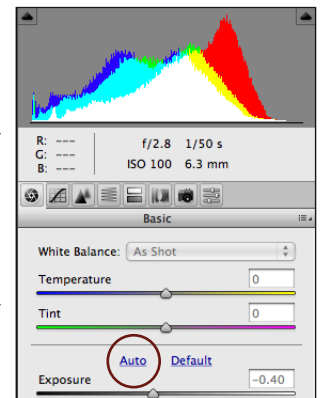 R: ---
G: ---
B: ---
f/2.8 1/50 s
ISO 100 6.3 mm
Basic
White Balance: As Shot
Temperature 0
Tint 0
Auto Default
Exposure -0.40